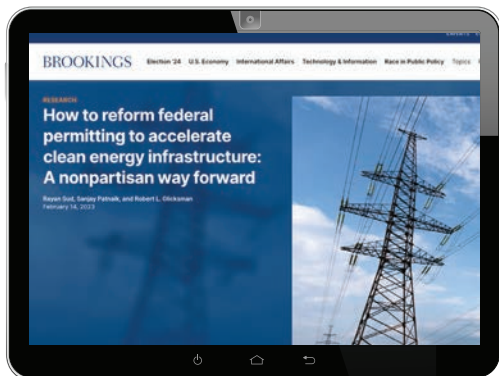 BROOKINGS
Election '24 U.S. Economy International Affairs Technology & Information Race in Public Policy Topics
RESEARCH
How to reform federal
permitting to accelerate
clean energy infrastructure:
A nonpartisan way forward
Rayan Sud, Sanjay Patnaik, and Robert L. Glicksman
February 14, 2023